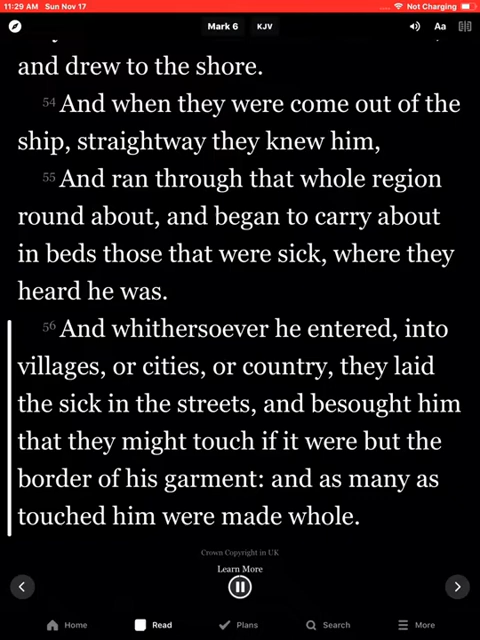 11:29 AM Sun Nov 17 Not Charging
Mark 6 KJV Aa
and drew to the shore.
54 And when they were come out of the
ship, straightway they knew him,
55 And ran through that whole region
round about, and began to carry about
in beds those that were sick, where they
heard he was.
56 And whithersoever he entered, into
villages, or cities, or country, they laid
the sick in the streets, and besought him
that they might touch if it were but the
border of his garment: and as many as
touched him were made whole.
Crown Copyright in UK
Learn More
Home Read Plans Search More